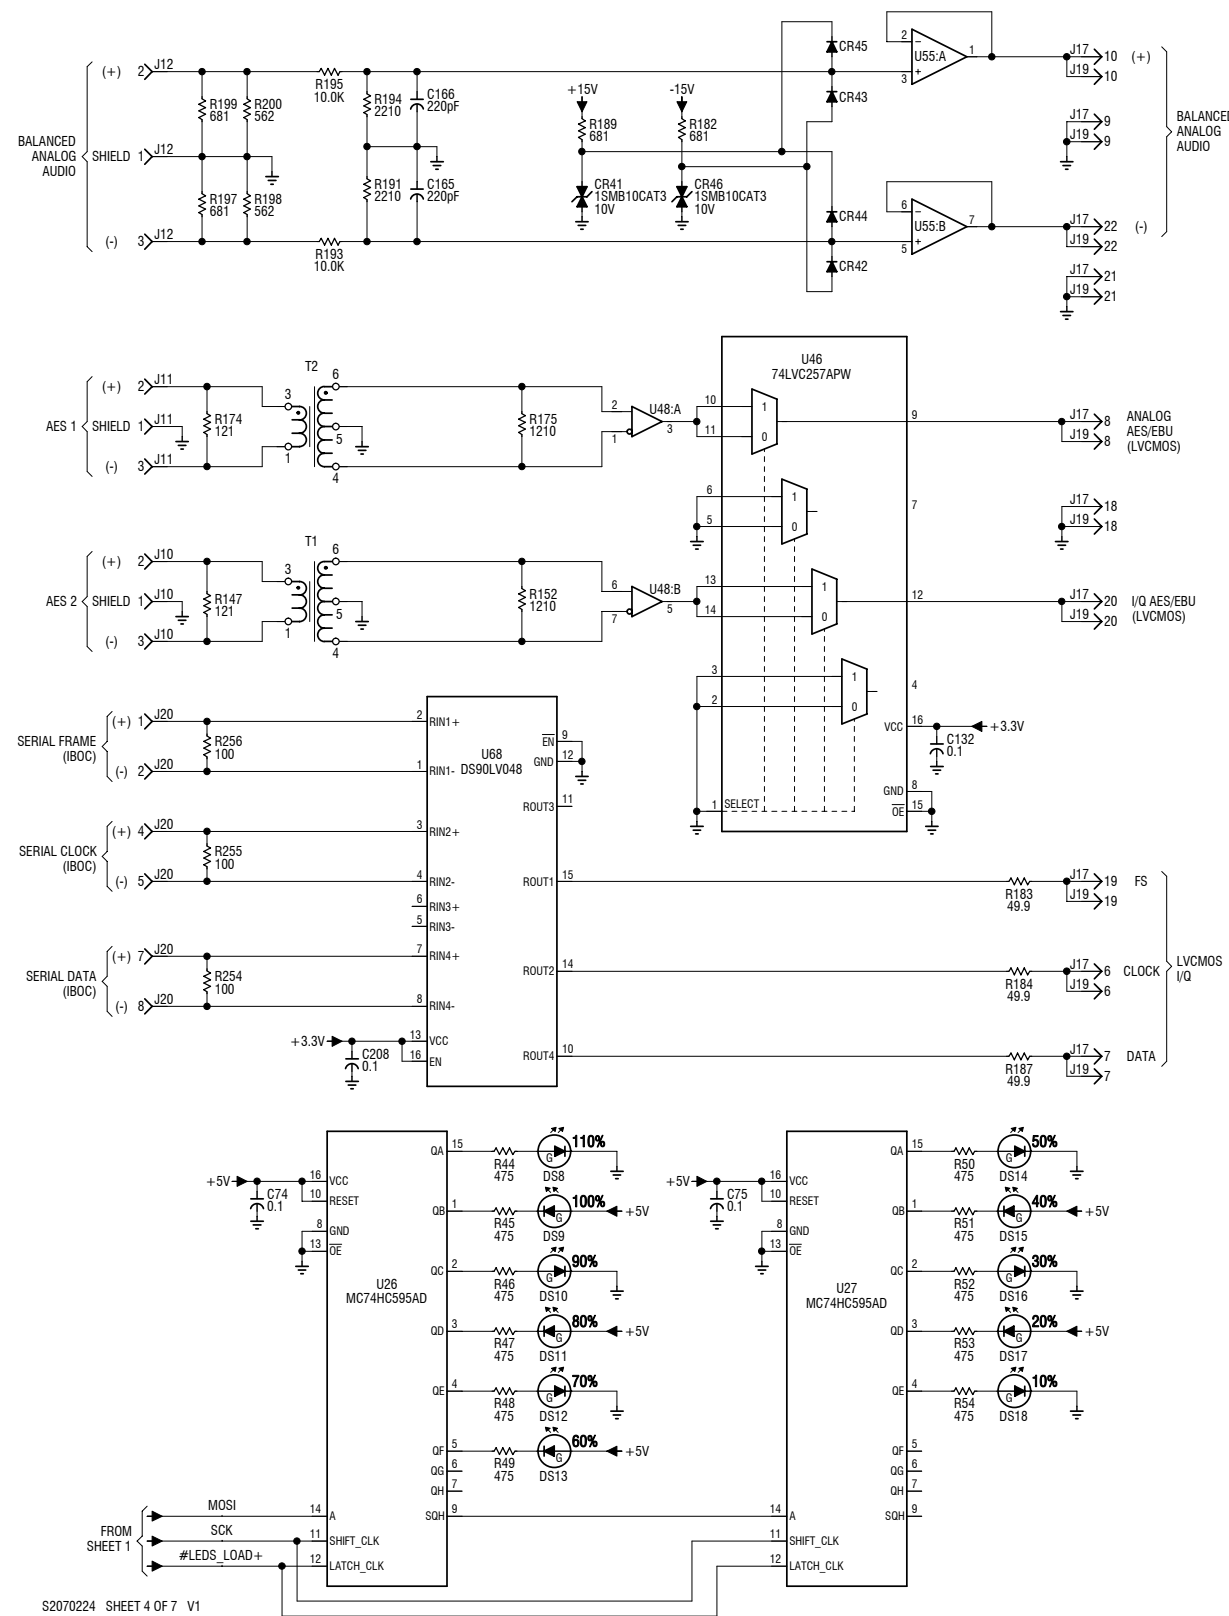 (+) 2 J12
R199
681
R200
562
R195
10.0K
R194
2210
C166
220pF
+15V
-15V
R189
681
R182
681
CR45
CR43
2
-
U55:A
1
+
3
J17
10 (+)
J19
10
J17
9
J19
9
BALANCED
ANALOG
AUDIO
SHIELD 1 J12
R197
681
R198
562
R191
2210
C165
220pF
CR41
1SMB10CAT3
10V
CR46
1SMB10CAT3
10V
CR44
CR42
6
-
U55:B
7
+
5
BALANCED
ANALOG
AUDIO
(-) 3 J12
R193
10.0K
J17
22 (-)
J19
22
J17
21
J19
21
AES 1
(+) 2 J11
SHIELD 1 J11
(-) 3 J11
R174
121
T2
3
1
6
5
4
R175
1210
2
1
U48:A
3
U46
74LVC257APW
10
11
1
0
9
J17
8
J19
8
ANALOG
AES/EBU
(LVCMOS)
6
5
1
0
7
J17
18
J19
18
AES 2
(+) 2 J10
SHIELD 1 J10
(-) 3 J10
R147
121
T1
3
1
6
5
4
R152
1210
6
7
U48:B
5
13
14
1
0
12
J17
20
J19
20
I/Q AES/EBU
(LVCMOS)
3
2
1
0
4
VCC 16
+3.3V
C132
0.1
GND 8
OE 15
1 SELECT
SERIAL FRAME
(IBOC)
(+) 1 J20
(-) 2 J20
R256
100
SERIAL CLOCK
(IBOC)
(+) 4 J20
(-) 5 J20
R255
100
SERIAL DATA
(IBOC)
(+) 7 J20
(-) 8 J20
R254
100
+3.3V
C208
0.1
U68
DS90LV048
2 RIN1+
1 RIN1-
3 RIN2+
4 RIN2-
6 RIN3+
5 RIN3-
7 RIN4+
8 RIN4-
13 VCC
16 EN
EN 9
GND 12
ROUT3 11
ROUT1 15
ROUT2 14
ROUT4 10
R183
49.9
J17
19 FS
J19
19
R184
49.9
J17
6 CLOCK
J19
6
R187
49.9
J17
7 DATA
J19
7
LVCMOS
I/Q
+5V
C74
0.1
16 VCC
10 RESET
8 GND
13 OE
U26
MC74HC595AD
QA 15
R44
475
G
DS8
110%
QB 1
R45
475
G
DS9
100%
+5V
QC 2
R46
475
G
DS10
90%
QD 3
R47
475
G
DS11
80%
+5V
QE 4
R48
475
G
DS12
70%
QF 5
R49
475
G
DS13
60%
+5V
QG 6
QH 7
SQH 9
14 A
11 SHIFT_CLK
12 LATCH_CLK
+5V
C75
0.1
16 VCC
10 RESET
8 GND
13 OE
U27
MC74HC595AD
QA 15
R50
475
G
DS14
50%
QB 1
R51
475
G
DS15
40%
+5V
QC 2
R52
475
G
DS16
30%
QD 3
R53
475
G
DS17
20%
+5V
QE 4
R54
475
G
DS18
10%
QF 5
QG 6
QH 7
SQH 9
14 A
11 SHIFT_CLK
12 LATCH_CLK
FROM
SHEET 1
MOSI
SCK
#LEDS_LOAD+
S2070224 SHEET 4 OF 7 V1